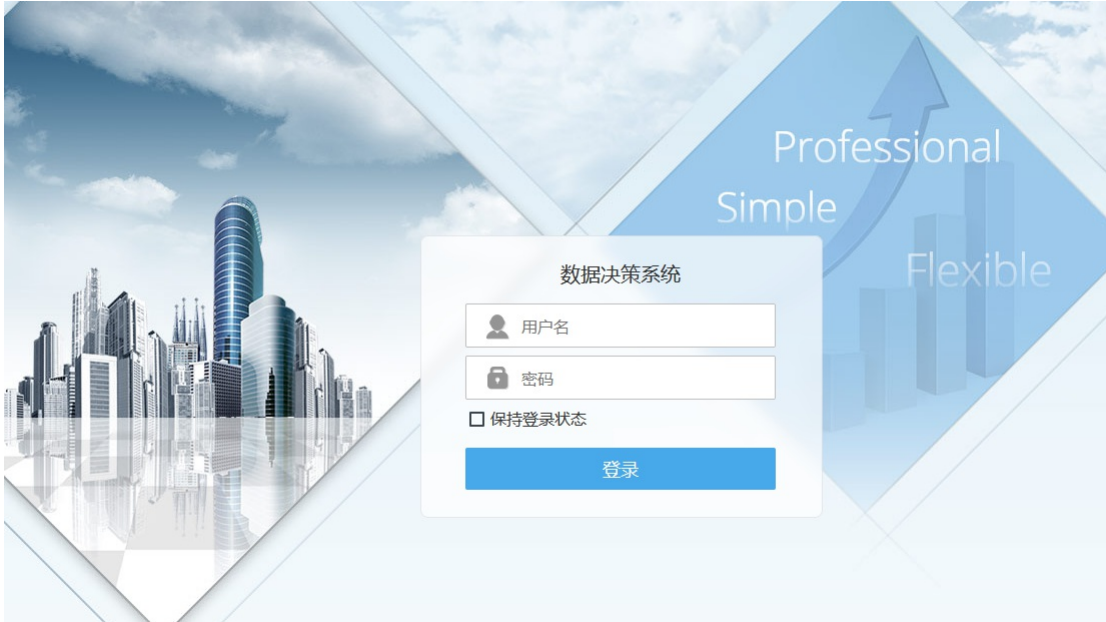 Professional
Simple
Flexible
数据决策系统
用户名
密码
保持登录状态
登录